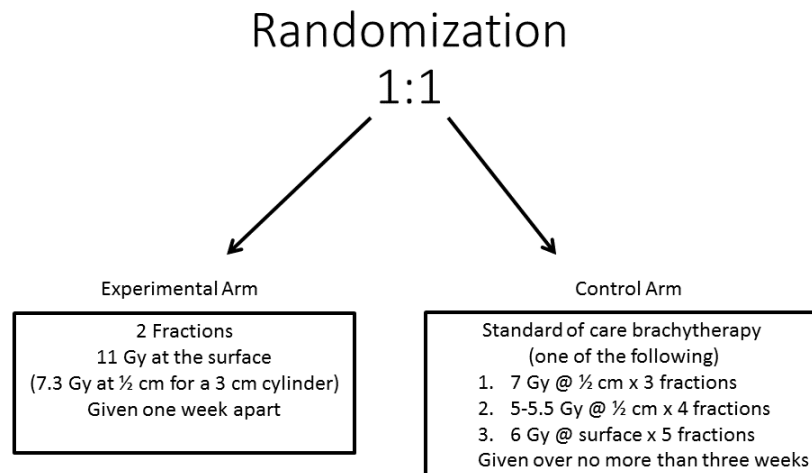 Randomization
1:1
Experimental Arm
2 Fractions
11 Gy at the surface
(7.3 Gy at ½ cm for a 3 cm cylinder)
Given one week apart
Control Arm
Standard of care brachytherapy
(one of the following)
1. 7 Gy @ ½ cm x 3 fractions
2. 5-5.5 Gy @ ½ cm x 4 fractions
3. 6 Gy @ surface x 5 fractions
Given over no more than three weeks